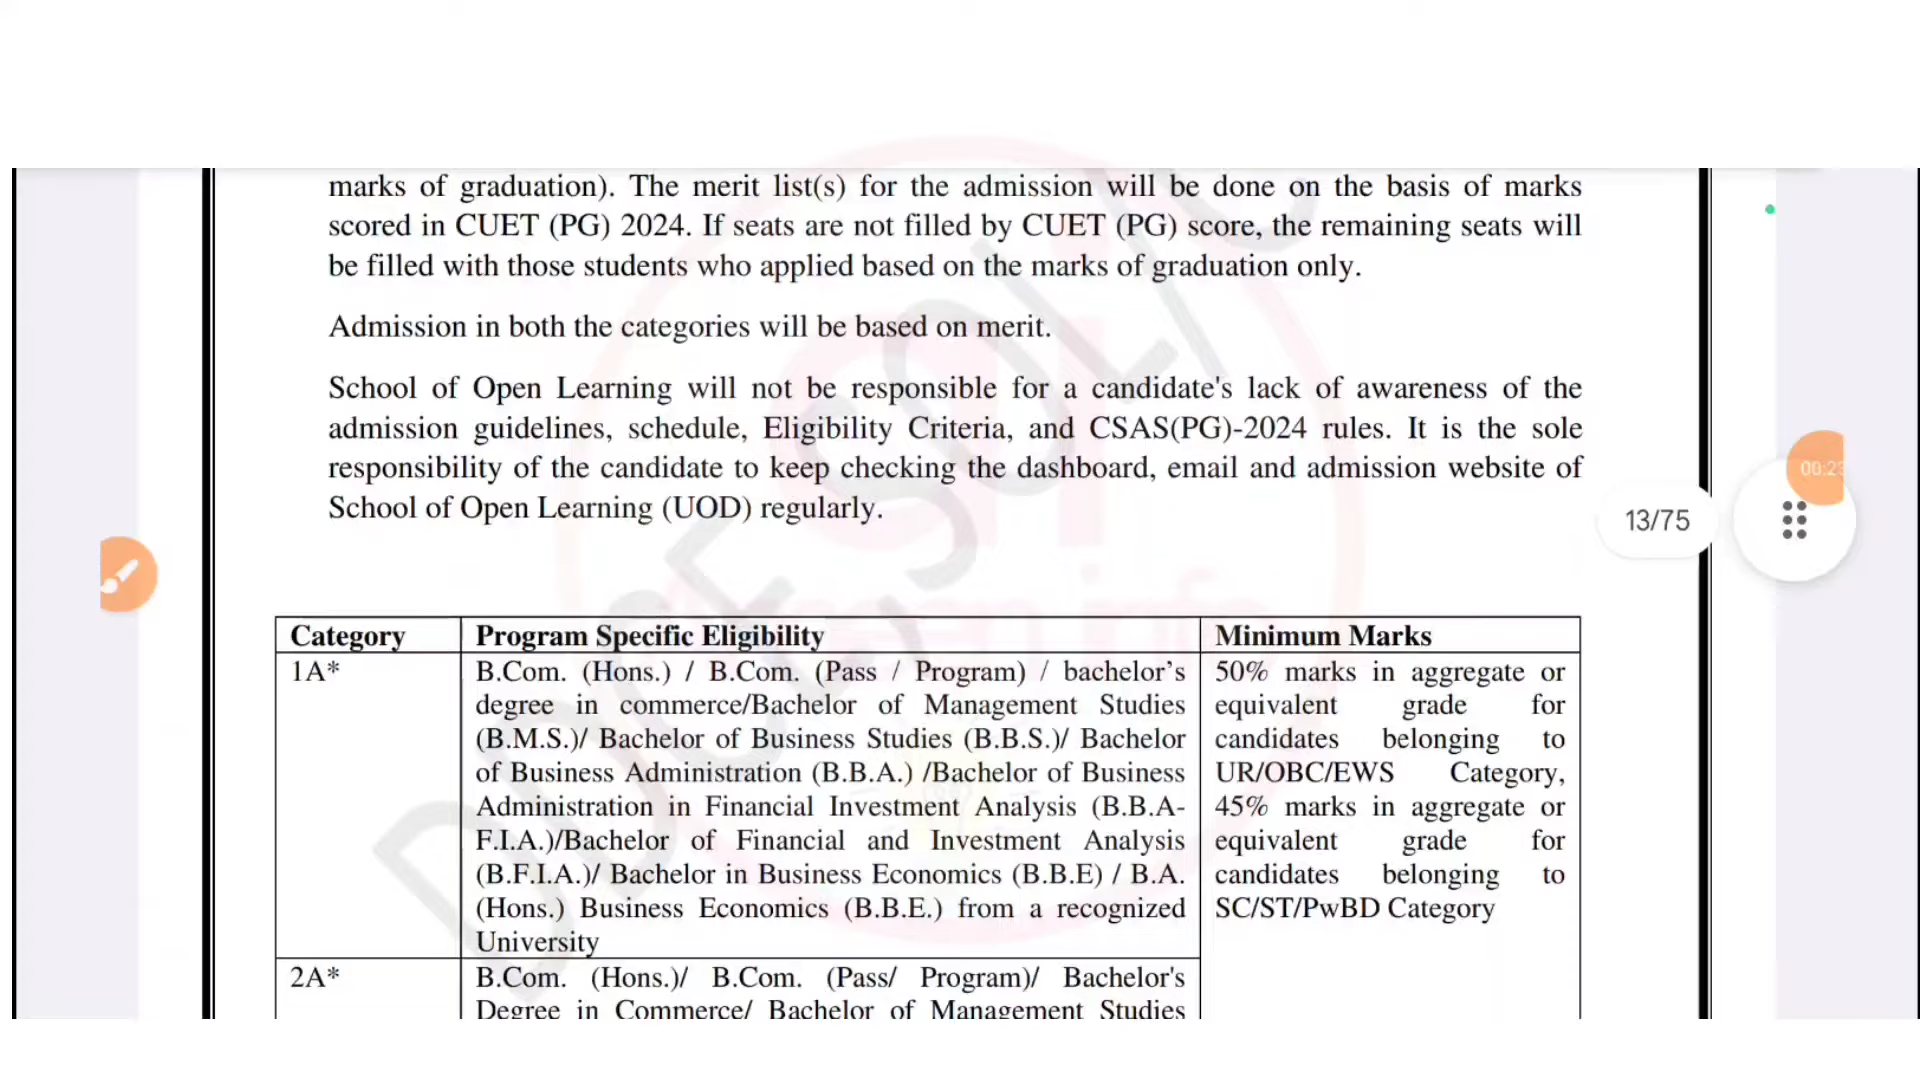 marks of graduation). The merit list(s) for the admission will be done on the basis of marks
scored in CUET (PG) 2024. If seats are not filled by CUET (PG) score, the remaining seats will
be filled with those students who applied based on the marks of graduation only.
Admission in both the categories will be based on merit.
School of Open Learning will not be responsible for a candidate's lack of awareness of the
admission guidelines, schedule, Eligibility Criteria, and CSAS(PG)-2024 rules. It is the sole
responsibility of the candidate to keep checking the dashboard, email and admission website of
School of Open Learning (UOD) regularly.
00:23
13/75
Category Program Specific Eligibility Minimum Marks
1A* B.Com. (Hons.) / B.Com. (Pass / Program) / bachelor’s 50% marks in aggregate or
degree in commerce/Bachelor of Management Studies equivalent grade for
(B.M.S.)/ Bachelor of Business Studies (B.B.S.)/ Bachelor candidates belonging to
of Business Administration (B.B.A.) /Bachelor of Business UR/OBC/EWS Category,
Administration in Financial Investment Analysis (B.B.A- 45% marks in aggregate or
F.I.A.)/Bachelor of Financial and Investment Analysis equivalent grade for
(B.F.I.A.)/ Bachelor in Business Economics (B.B.E) / B.A. candidates belonging to
(Hons.) Business Economics (B.B.E.) from a recognized SC/ST/PwBD Category
University
2A* B.Com. (Hons.)/ B.Com. (Pass/ Program)/ Bachelor's
Degree in Commerce/ Bachelor of Management Studies